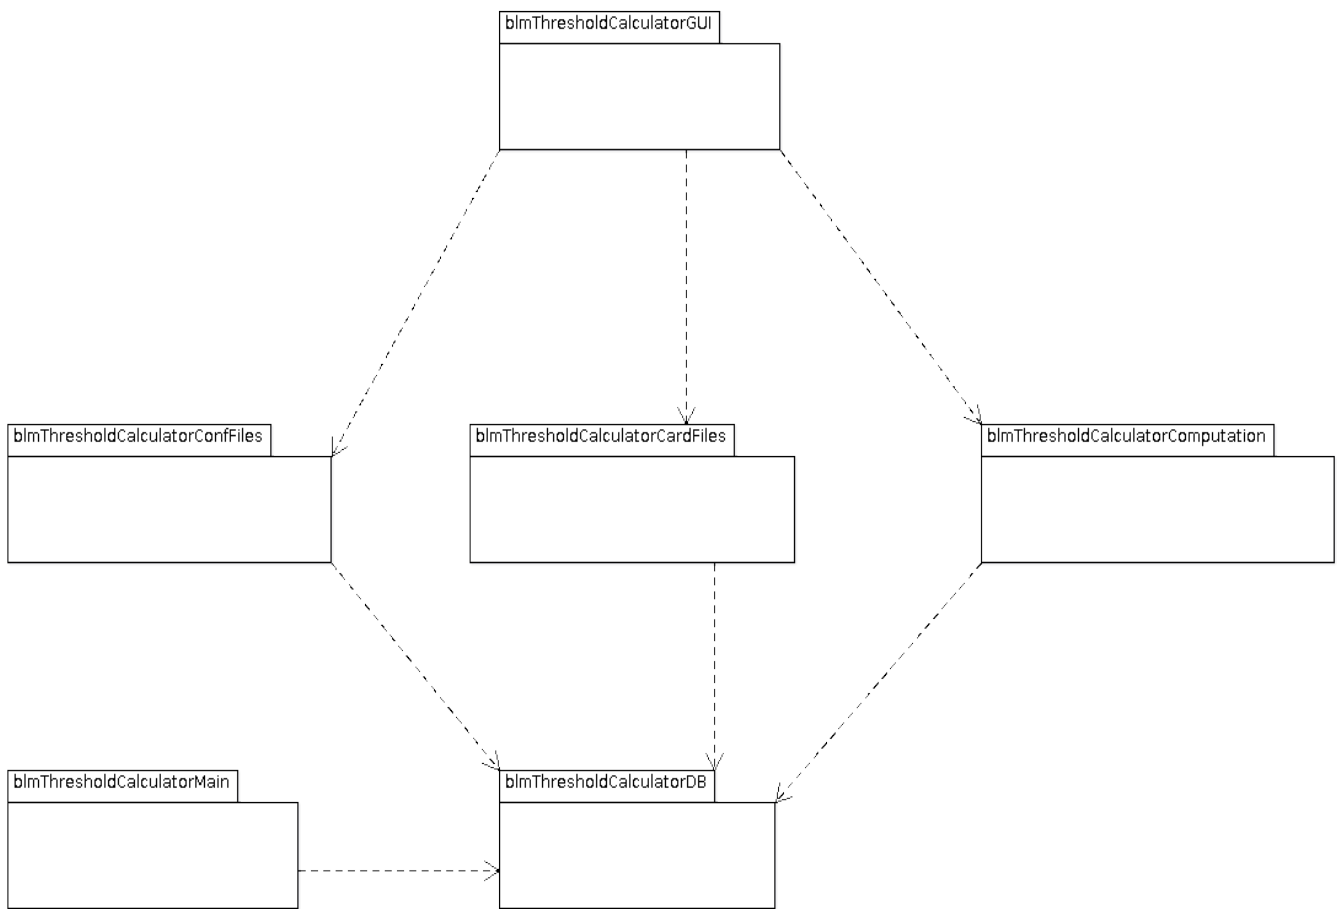 blmThresholdCalculatorGUI
blmThresholdCalculatorConfFiles
blmThresholdCalculatorCardFiles
blmThresholdCalculatorComputation
blmThresholdCalculatorMain
blmThresholdCalculatorDB